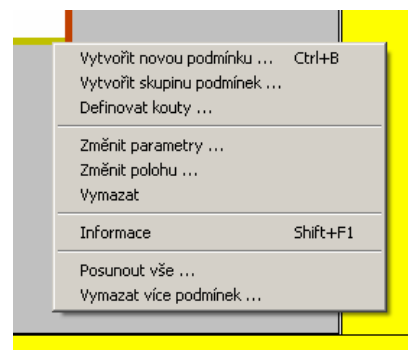 Vytvořit novou podmínku ... Ctrl+B
Vytvořit skupinu podmínek ...
Definovat kouty ...
Změnit parametry ...
Změnit polohu ...
Vymazat
Informace Shift+F1
Posunout vše ...
Vymazat více podmínek ...